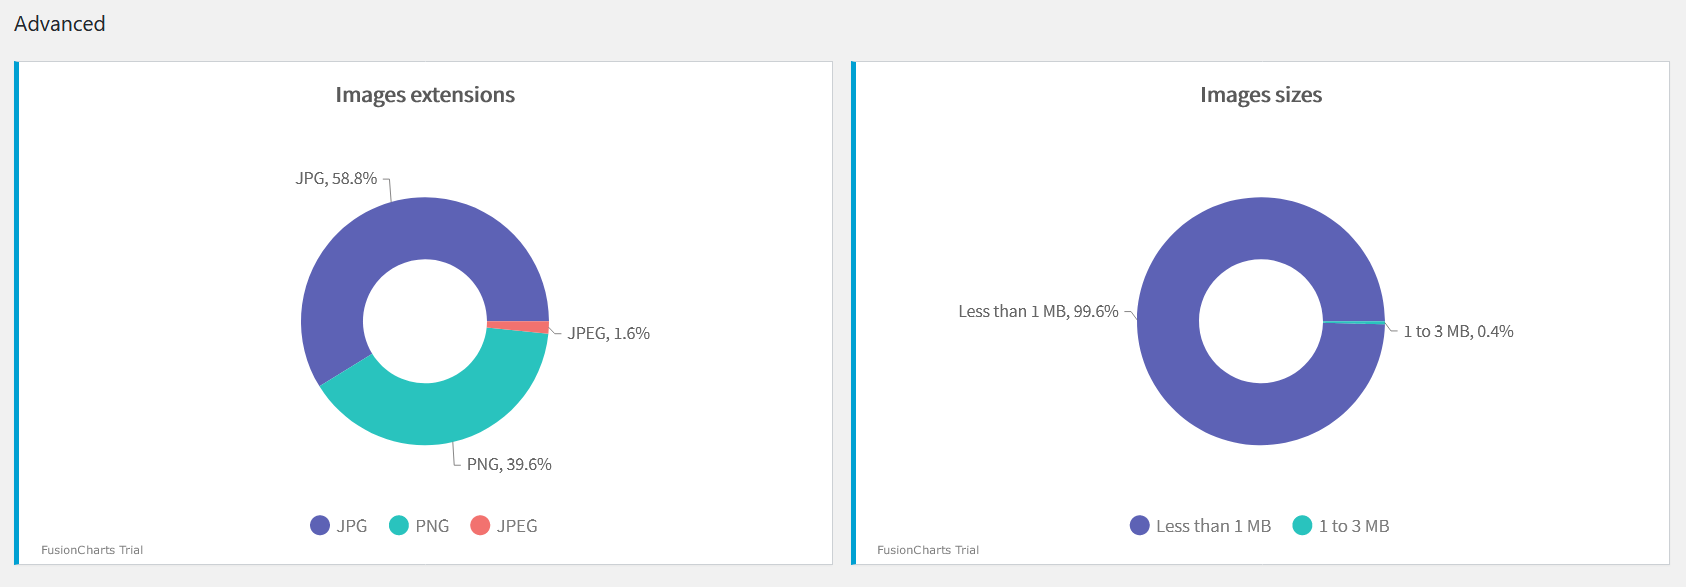 Advanced
Images extensions
JPG, 58.8%
JPEG, 1.6%
PNG, 39.6%
JPG PNG JPEG
FusionCharts Trial
Images sizes
Less than 1 MB, 99.6%
1 to 3 MB, 0.4%
Less than 1 MB 1 to 3 MB
FusionCharts Trial